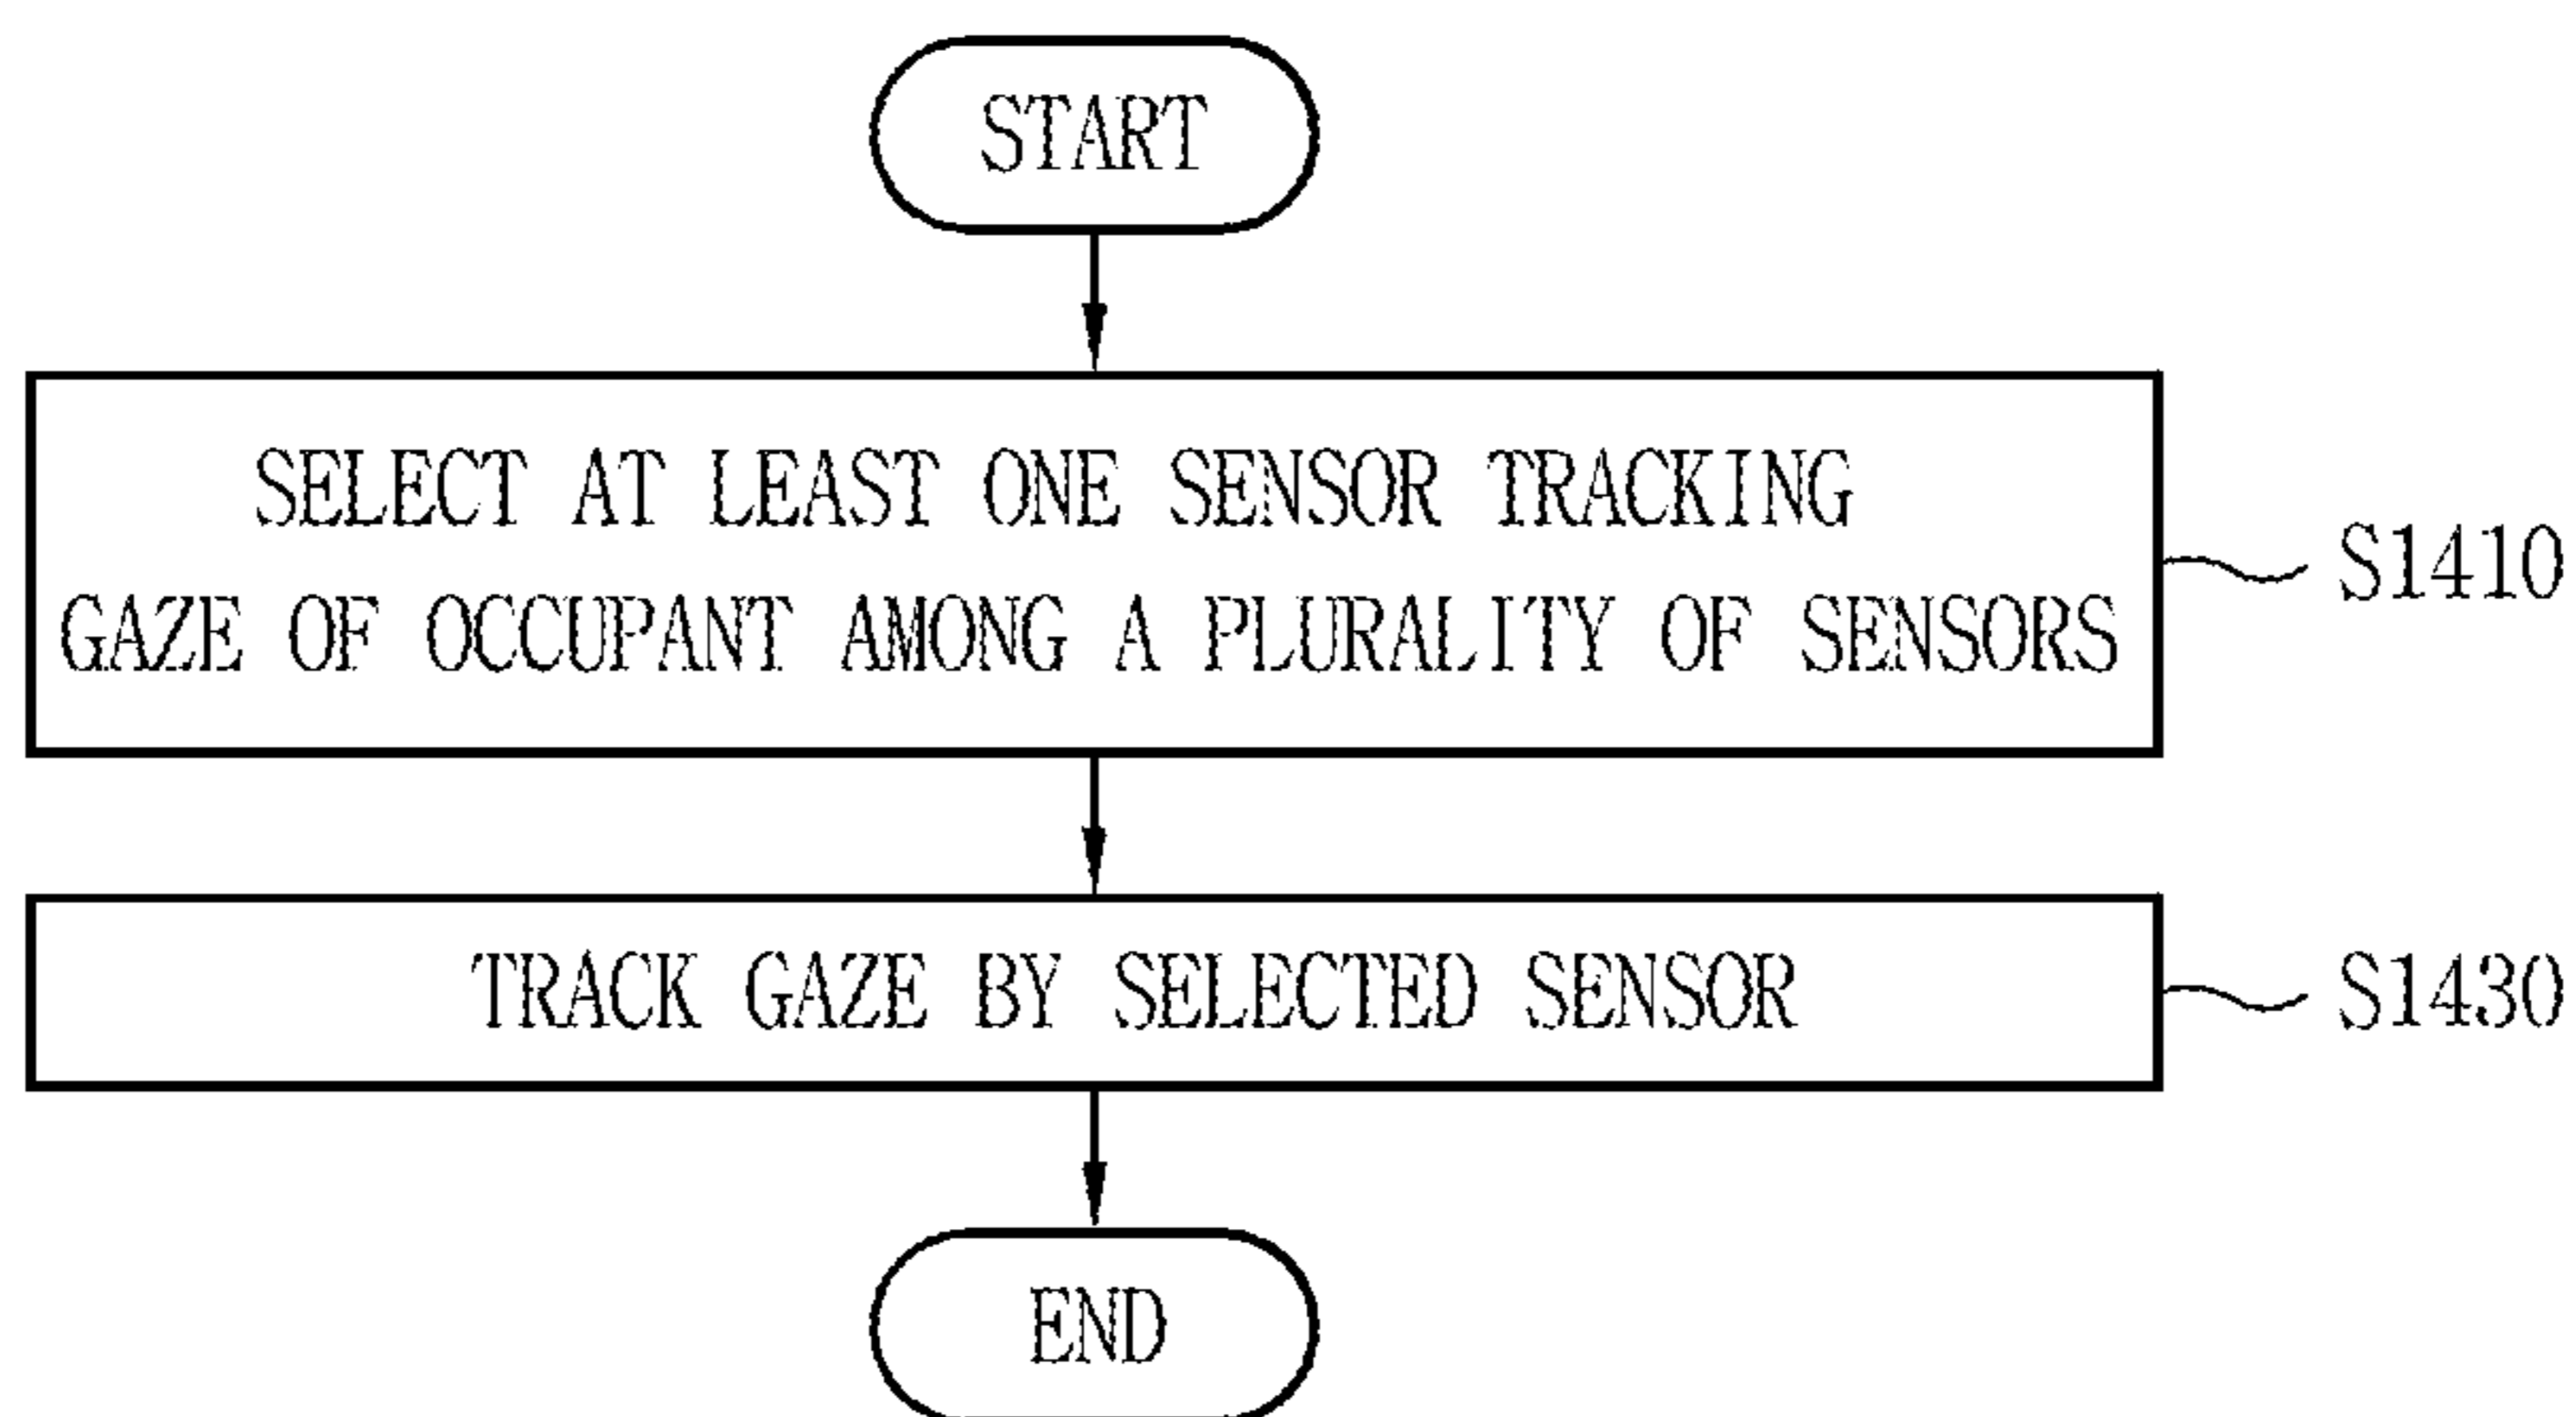 START
SELECT AT LEAST ONE SENSOR TRACKING
GAZE OF OCCUPANT AMONG A PLURALITY OF SENSORS
S1410
TRACK GAZE BY SELECTED SENSOR
S1430
END